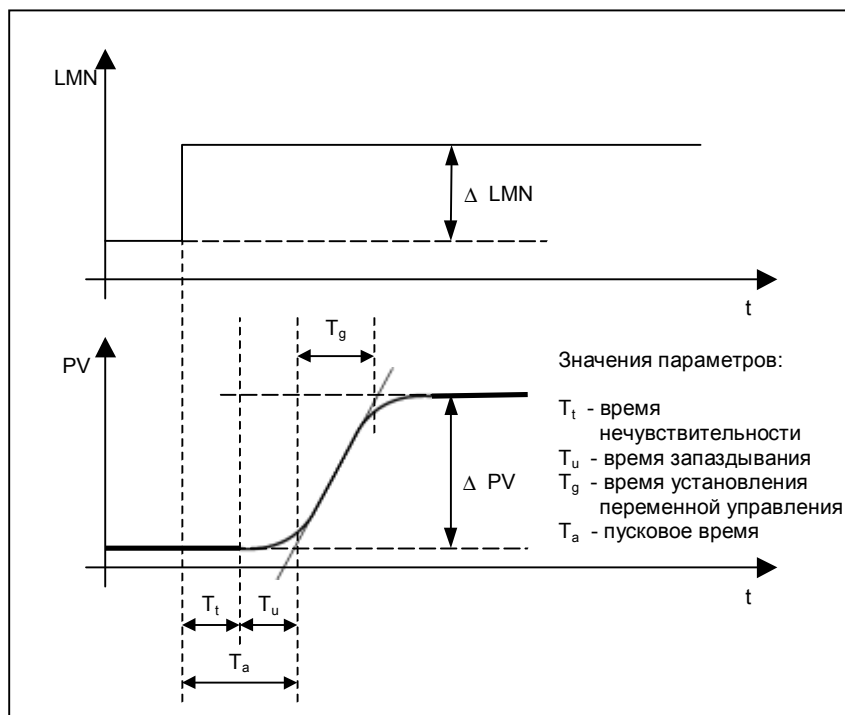 LMN
Δ LMN
t
T_g
PV
Значения параметров:
T_t - время
нечувствительности
T_u - время запаздывания
T_g - время установления
переменной управления
T_a - пусковое время
Δ PV
t
T_t
T_u
T_a